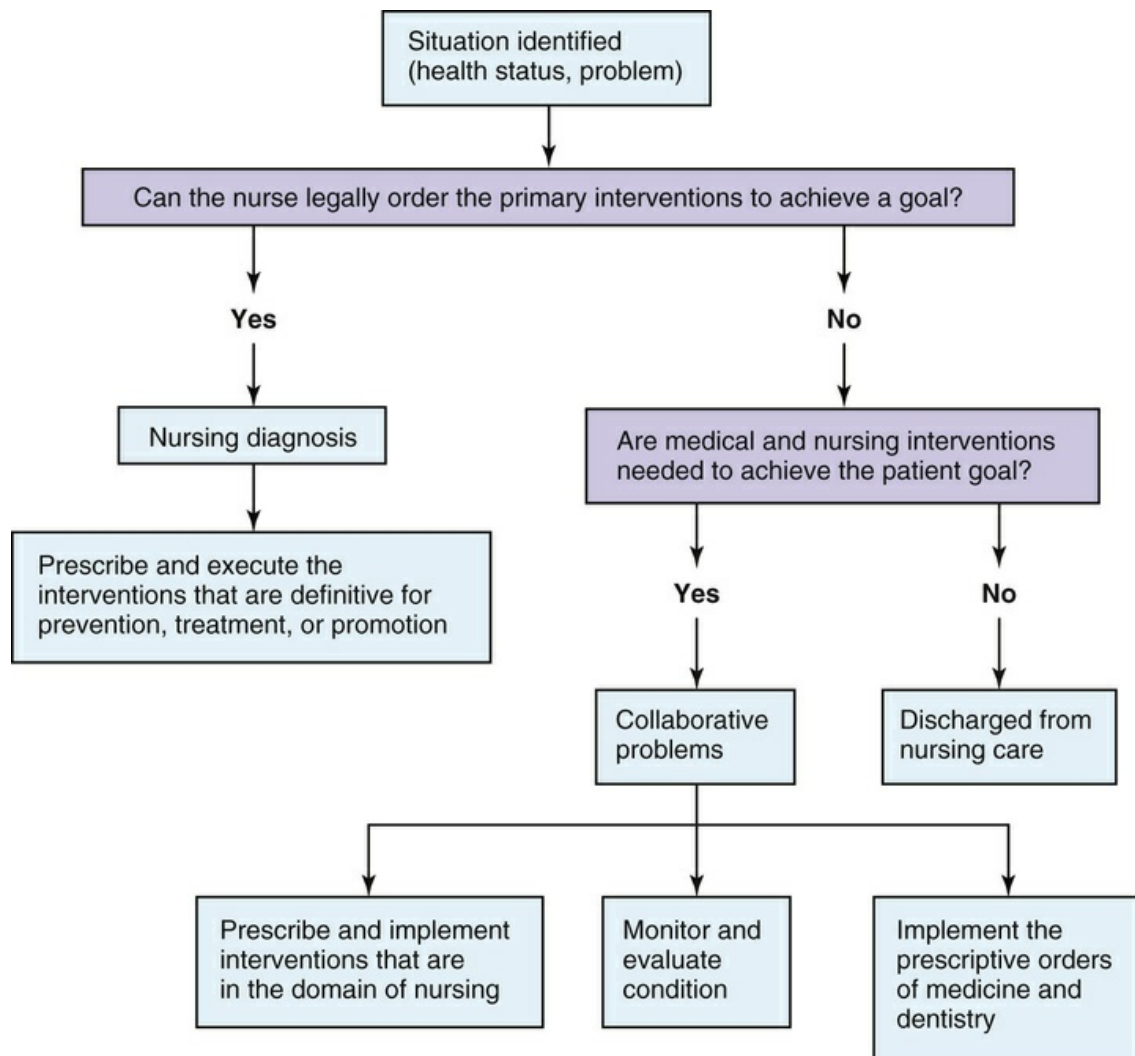 Situation identified
(health status, problem)
Can the nurse legally order the primary interventions to achieve a goal?
Yes
No
Nursing diagnosis
Are medical and nursing interventions
needed to achieve the patient goal?
Prescribe and execute the
interventions that are definitive for
prevention, treatment, or promotion
Yes
No
Collaborative
problems
Discharged from
nursing care
Prescribe and implement
interventions that are
in the domain of nursing
Monitor and
evaluate
condition
Implement the
prescriptive orders
of medicine and
dentistry